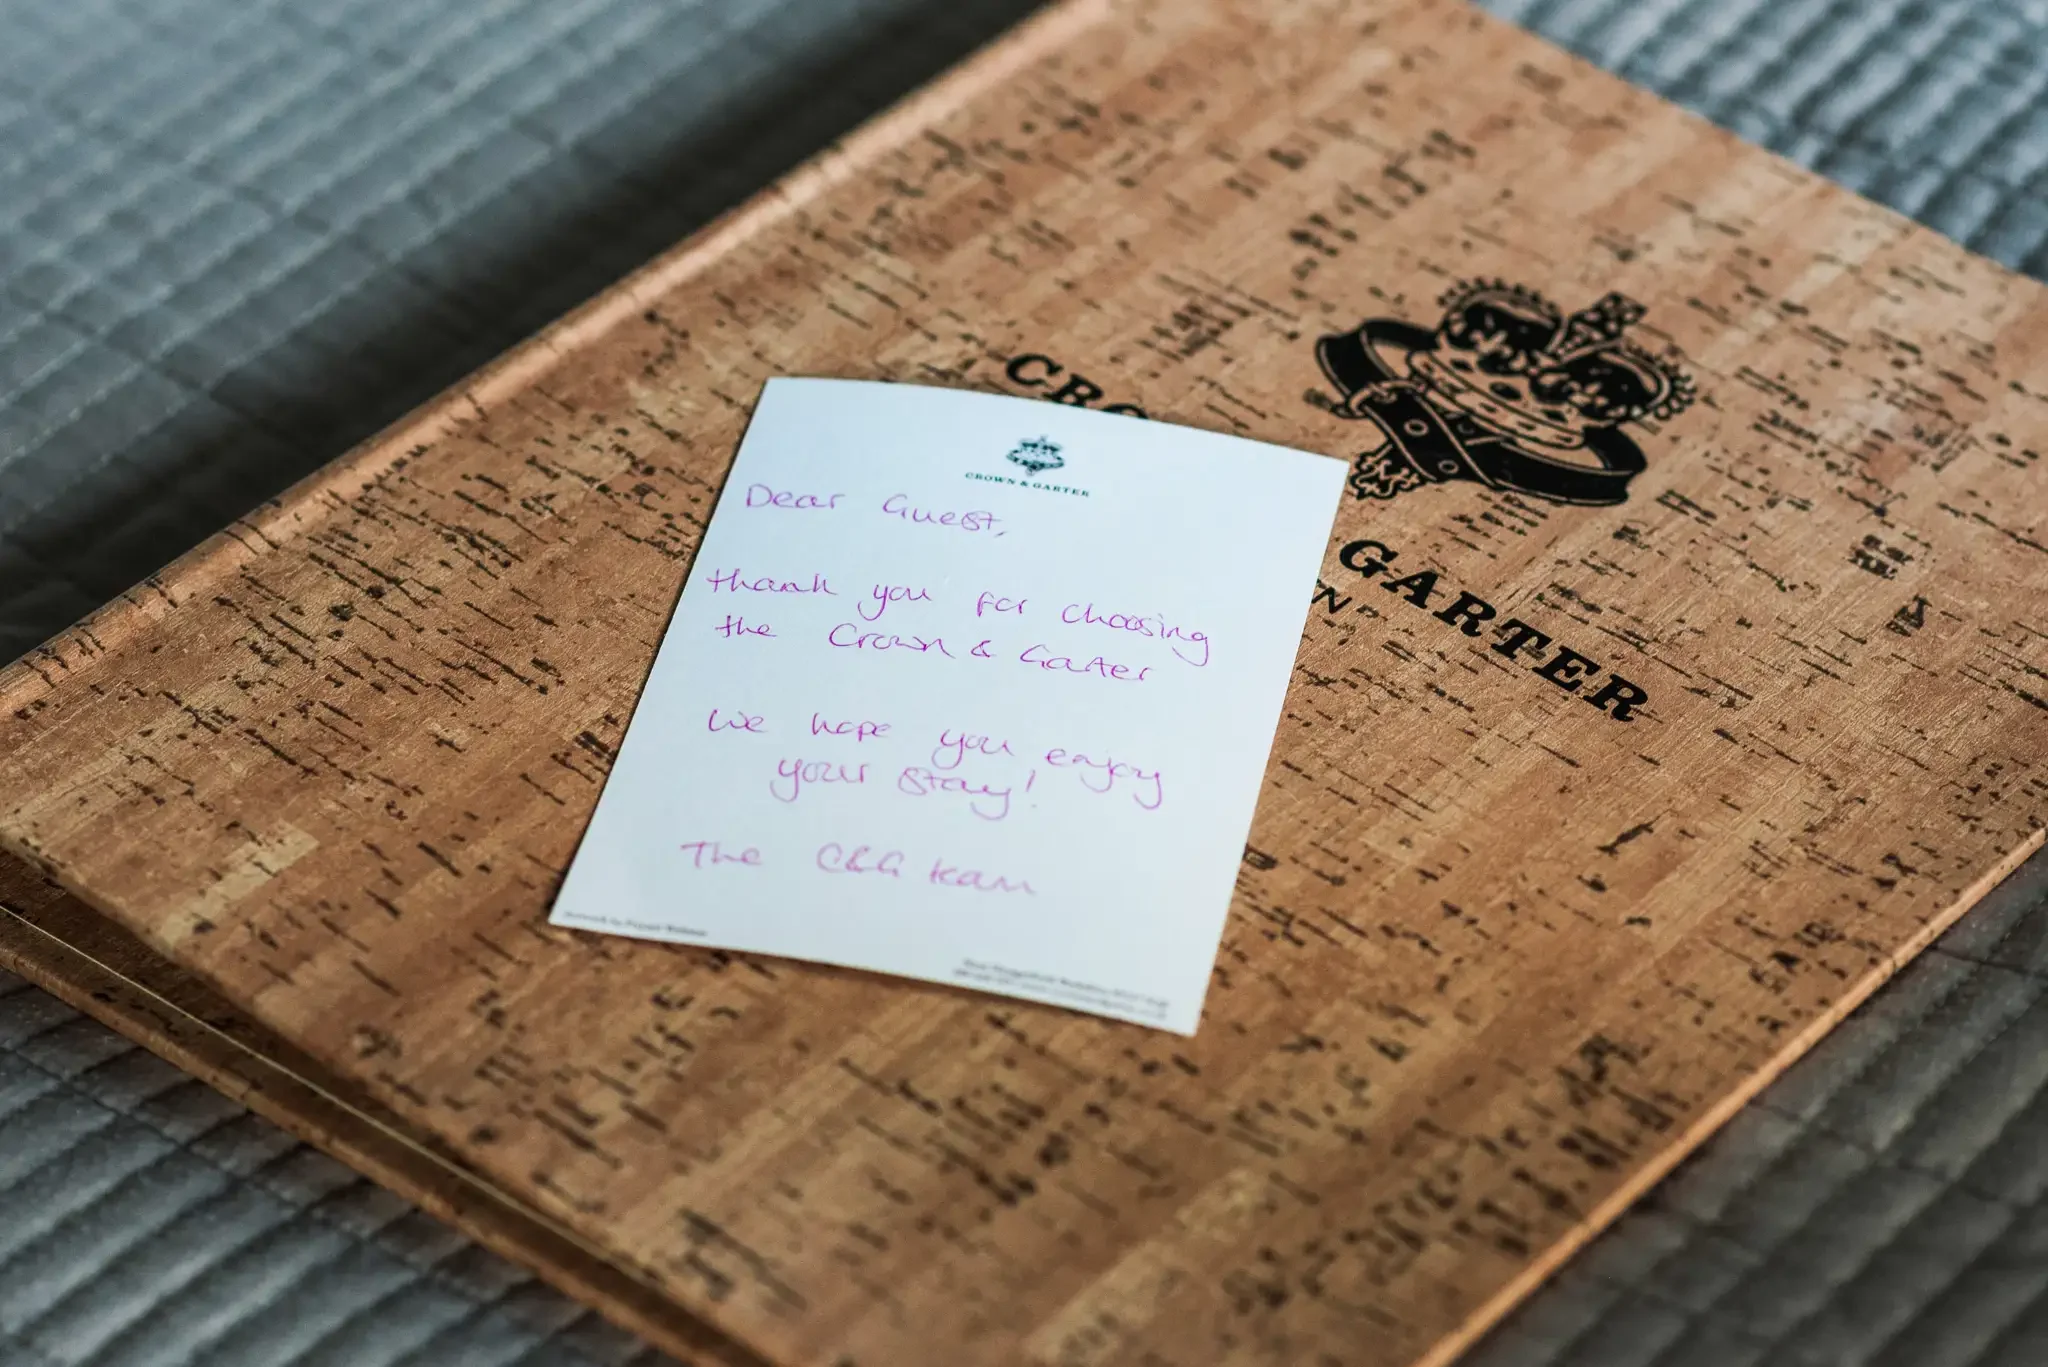 CRO
GARTER
CROWN & GARTER
Dear Guest,
thank you for choosing
the Crown & Garter
We hope you enjoy
your stay!
The C&G team